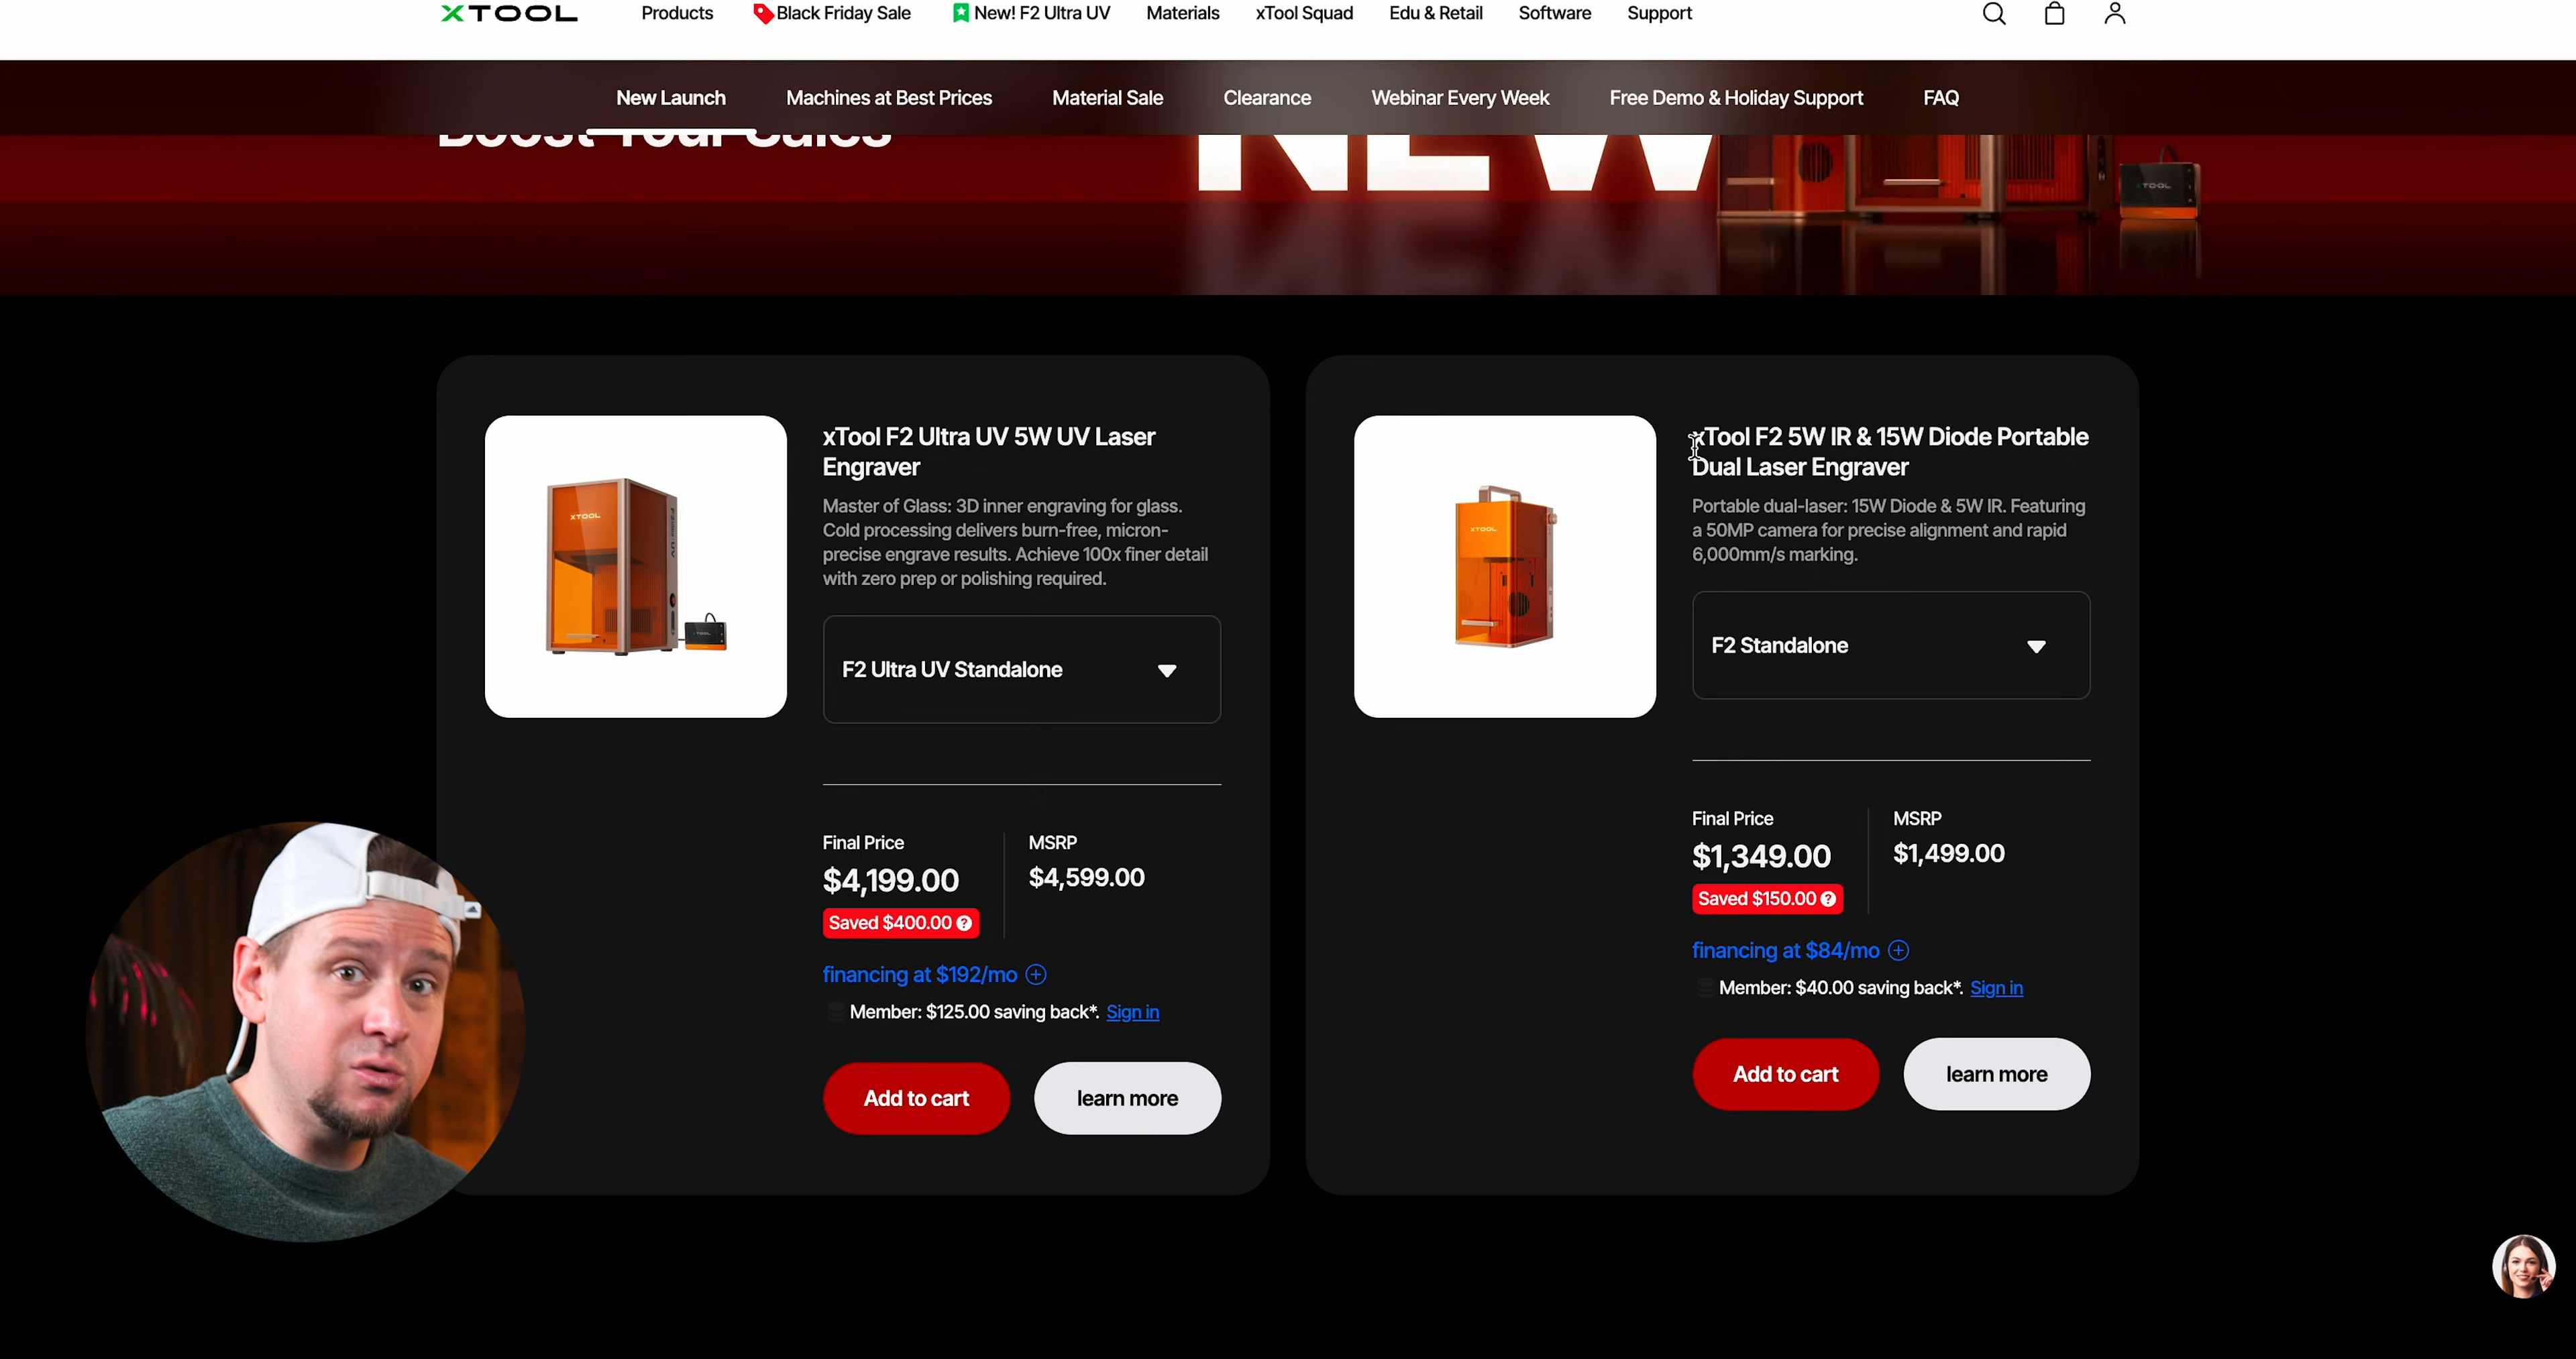 XTOOL
Products
Black Friday Sale
New! F2 Ultra UV
Materials
xTool Squad
Edu & Retail
Software
Support
New Launch
Machines at Best Prices
Material Sale
Clearance
Webinar Every Week
Free Demo & Holiday Support
FAQ
Boost Your Sales
NEW
XTOOL
xTool F2 Ultra UV 5W UV Laser
Engraver
Master of Glass: 3D inner engraving for glass.
Cold processing delivers burn-free, micron-
precise engrave results. Achieve 100x finer detail
with zero prep or polishing required.
XTOOL
F2 Ultra UV Standalone
Final Price
MSRP
$4,199.00
$4,599.00
Saved $400.00 ?
financing at $192/mo
Member: $125.00 saving back*. Sign in
Add to cart
learn more
xTool F2 5W IR & 15W Diode Portable
Dual Laser Engraver
Portable dual-laser: 15W Diode & 5W IR. Featuring
a 50MP camera for precise alignment and rapid
6,000mm/s marking.
XTOOL
F2 Standalone
Final Price
MSRP
$1,349.00
$1,499.00
Saved $150.00 ?
financing at $84/mo
Member: $40.00 saving back*. Sign in
Add to cart
learn more